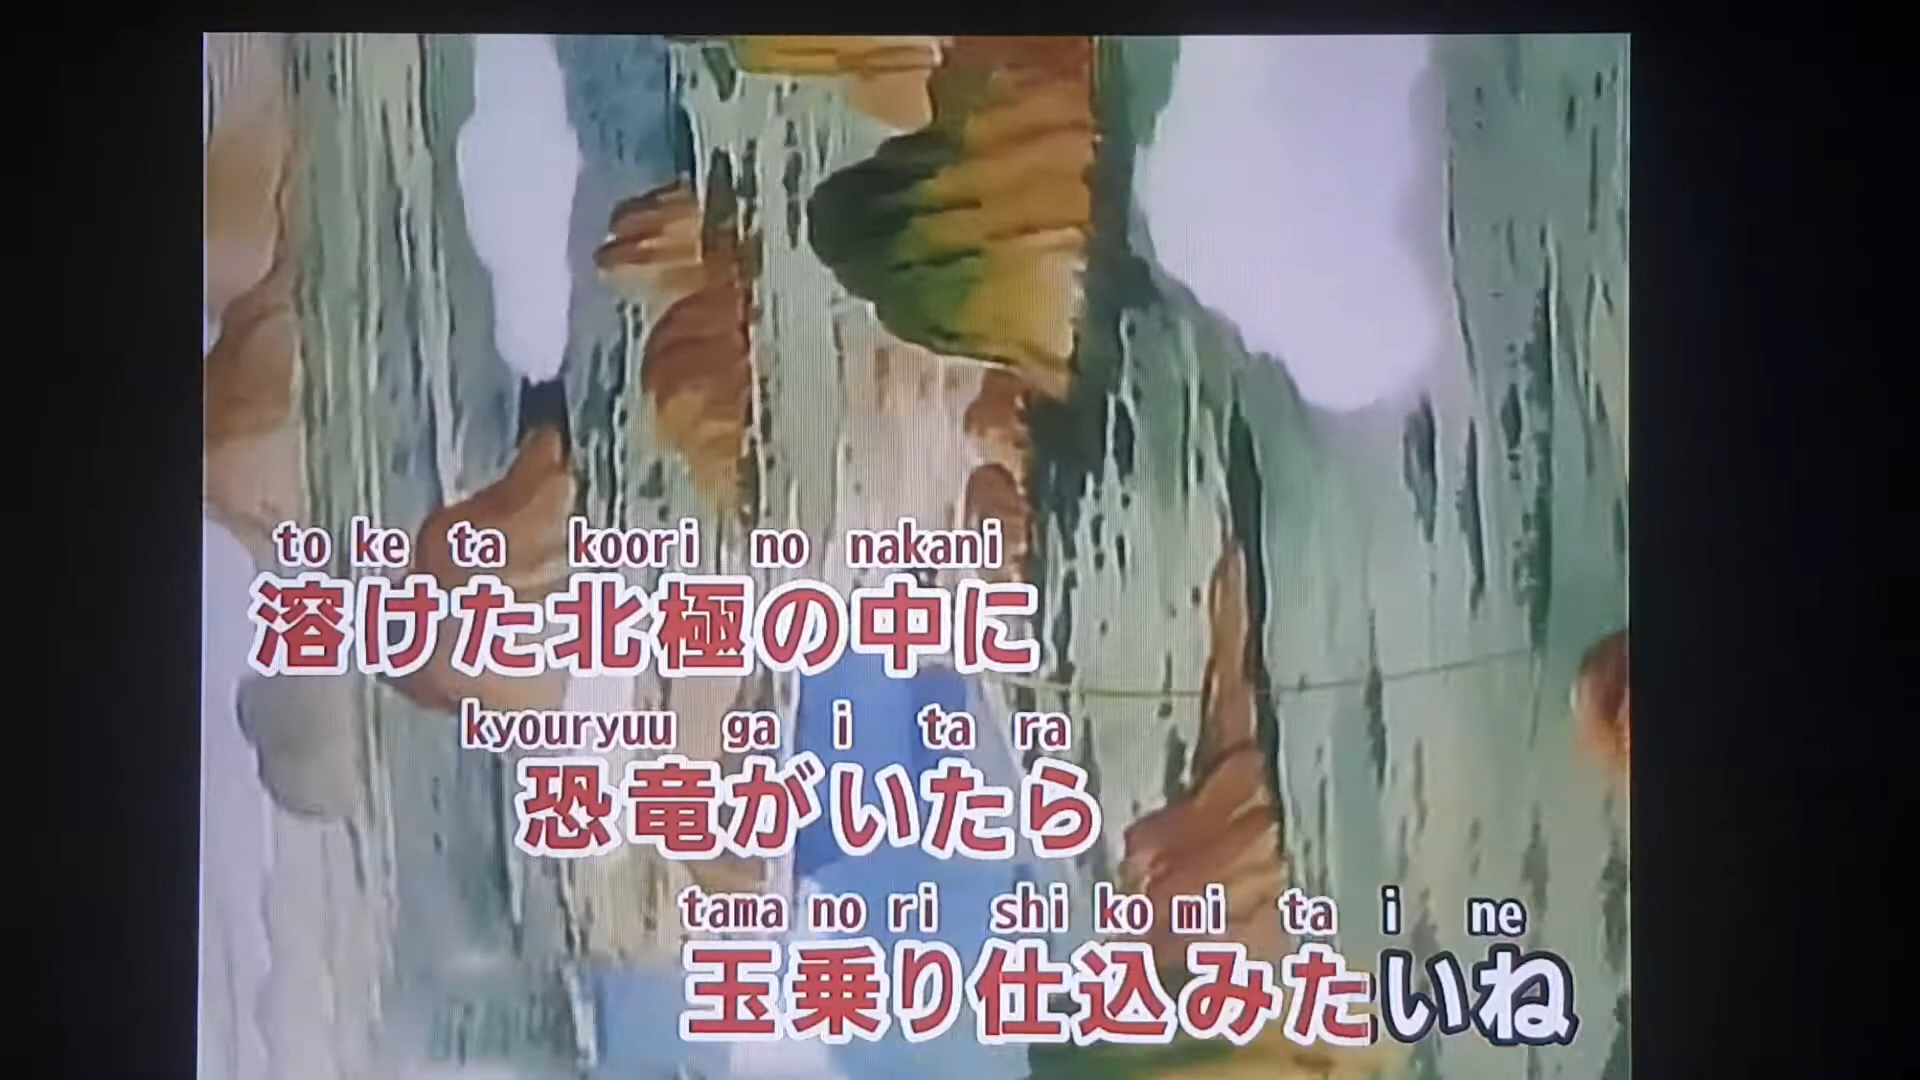 to ke ta koori no nakani
溶けた北極の中に
kyouryuu ga i ta ra
恐竜がいたら
tama no ri shi ko mi ta i ne
玉乗り仕込みたいね